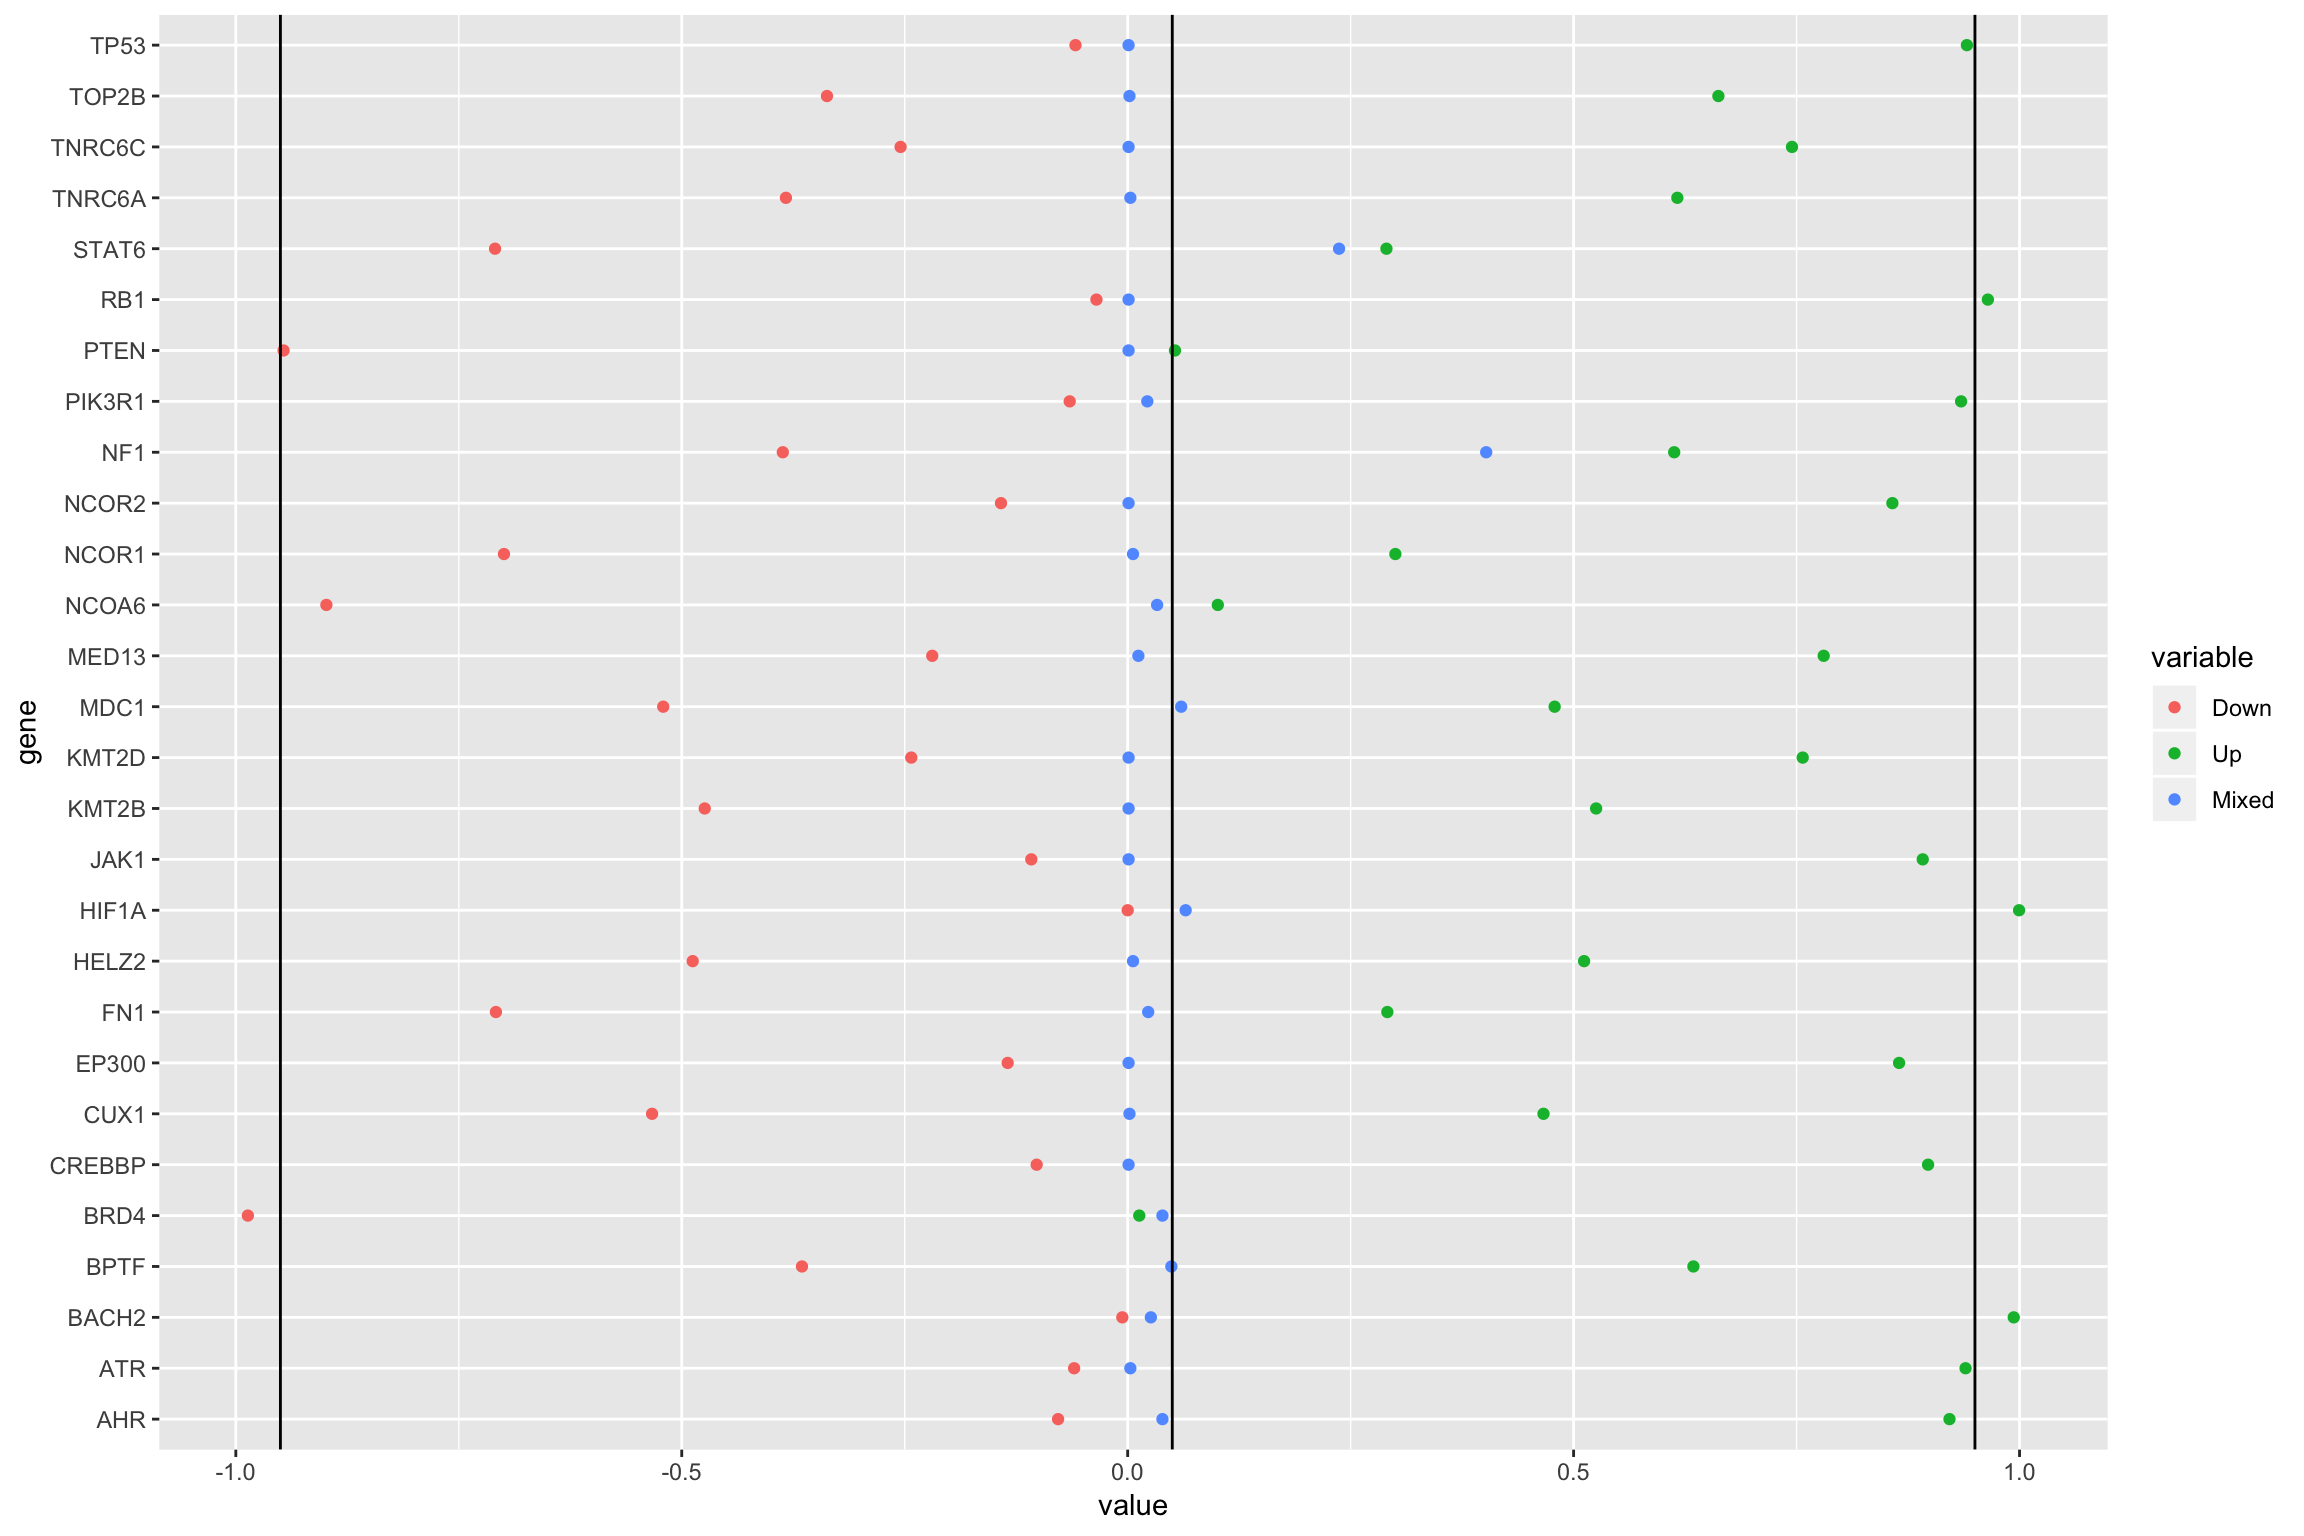 TP53
TOP2B
TNRC6C
TNRC6A
STAT6
RB1
PTEN
PIK3R1
NF1
NCOR2
NCOR1
NCOA6
MED13
MDC1
KMT2D
KMT2B
JAK1
HIF1A
HELZ2
FN1
EP300
CUX1
CREBBP
BRD4
BPTF
BACH2
ATR
AHR
gene
-1.0 -0.5 0.0 0.5 1.0
value
variable
Down
Up
Mixed